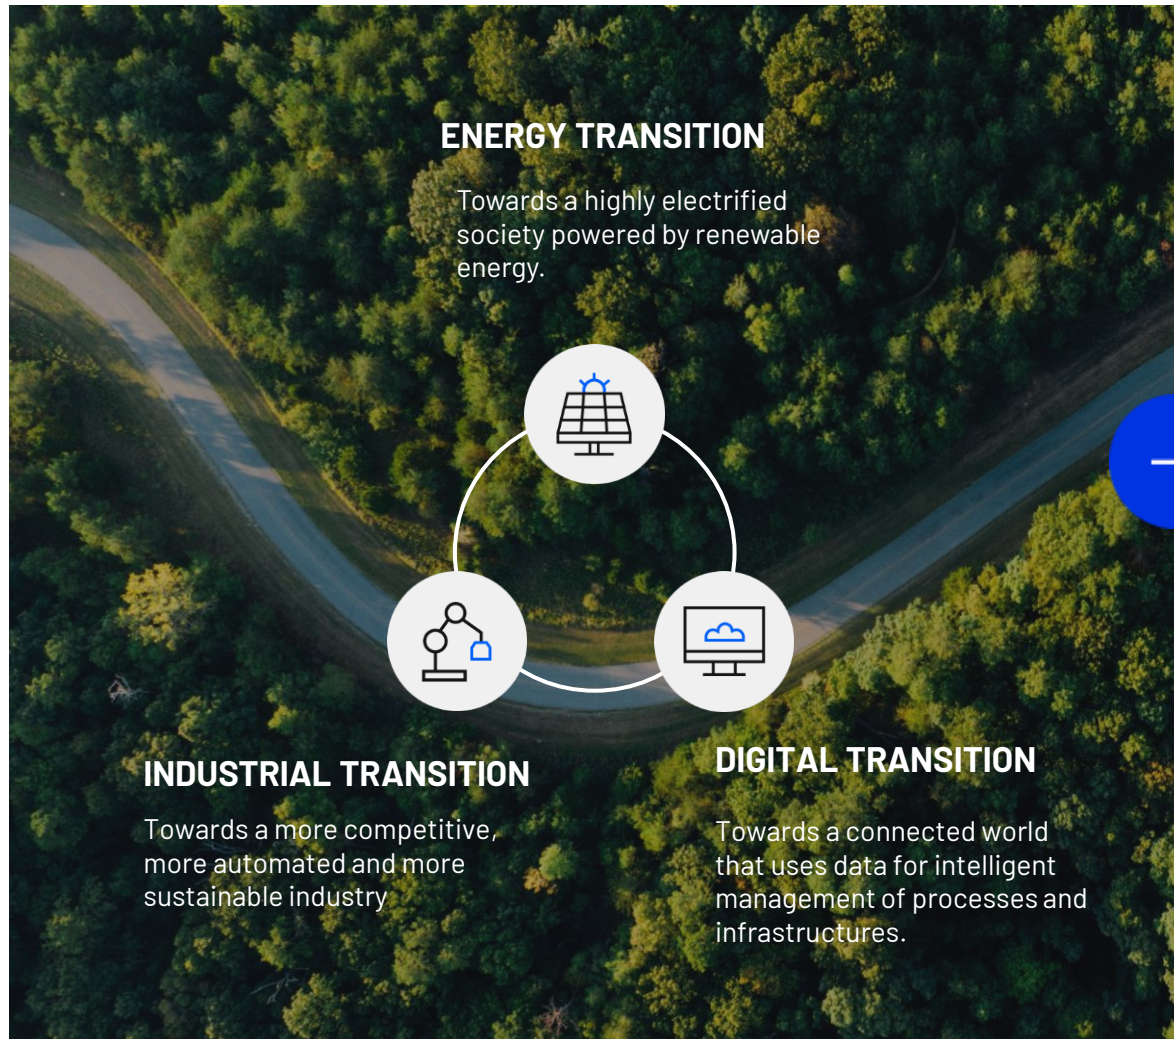 ENERGY TRANSITION
Towards a highly electrified
society powered by renewable
energy.
INDUSTRIAL TRANSITION
Towards a more competitive,
more automated and more
sustainable industry
DIGITAL TRANSITION
Towards a connected world
that uses data for intelligent
management of processes and
infrastructures.